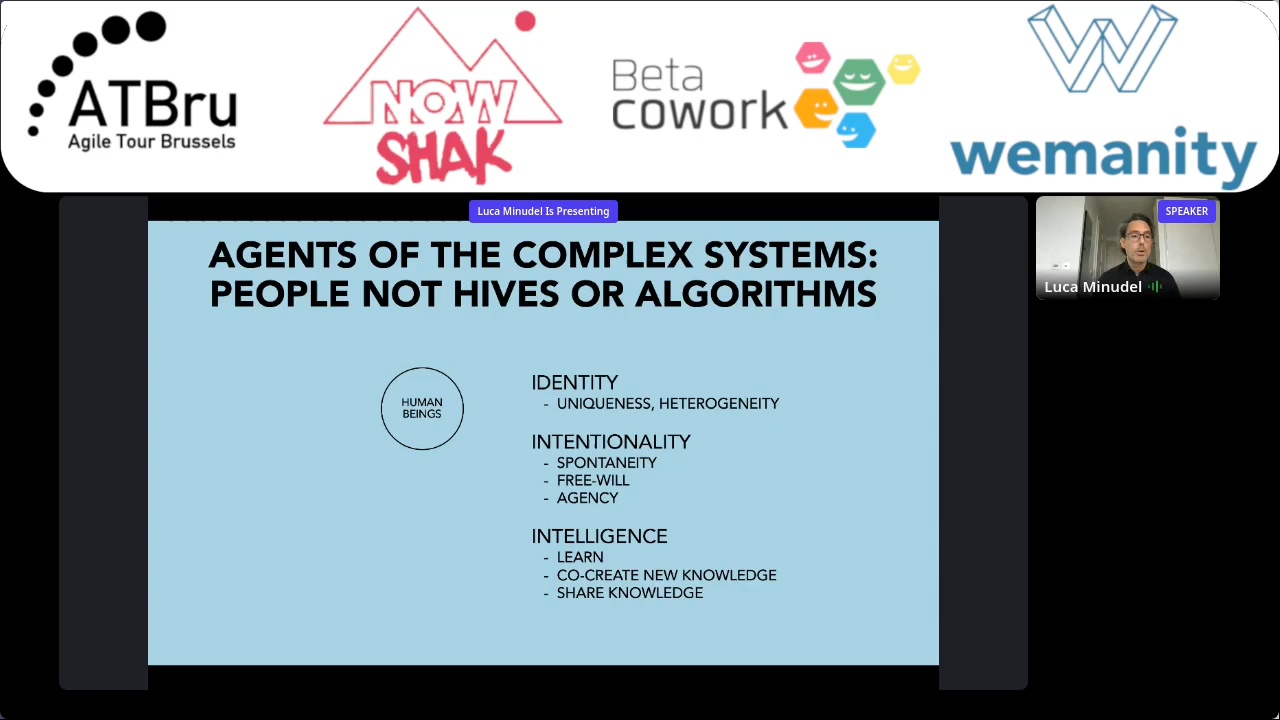 ATBru
Agile Tour Brussels
NOW
SHAK
Beta
cowork
wemanity
Luca Minudel Is Presenting
SPEAKER
Luca Minudel
AGENTS OF THE COMPLEX SYSTEMS:
PEOPLE NOT HIVES OR ALGORITHMS
HUMAN
BEINGS
IDENTITY
- UNIQUENESS, HETEROGENEITY
INTENTIONALITY
- SPONTANEITY
- FREE-WILL
- AGENCY
INTELLIGENCE
- LEARN
- CO-CREATE NEW KNOWLEDGE
- SHARE KNOWLEDGE